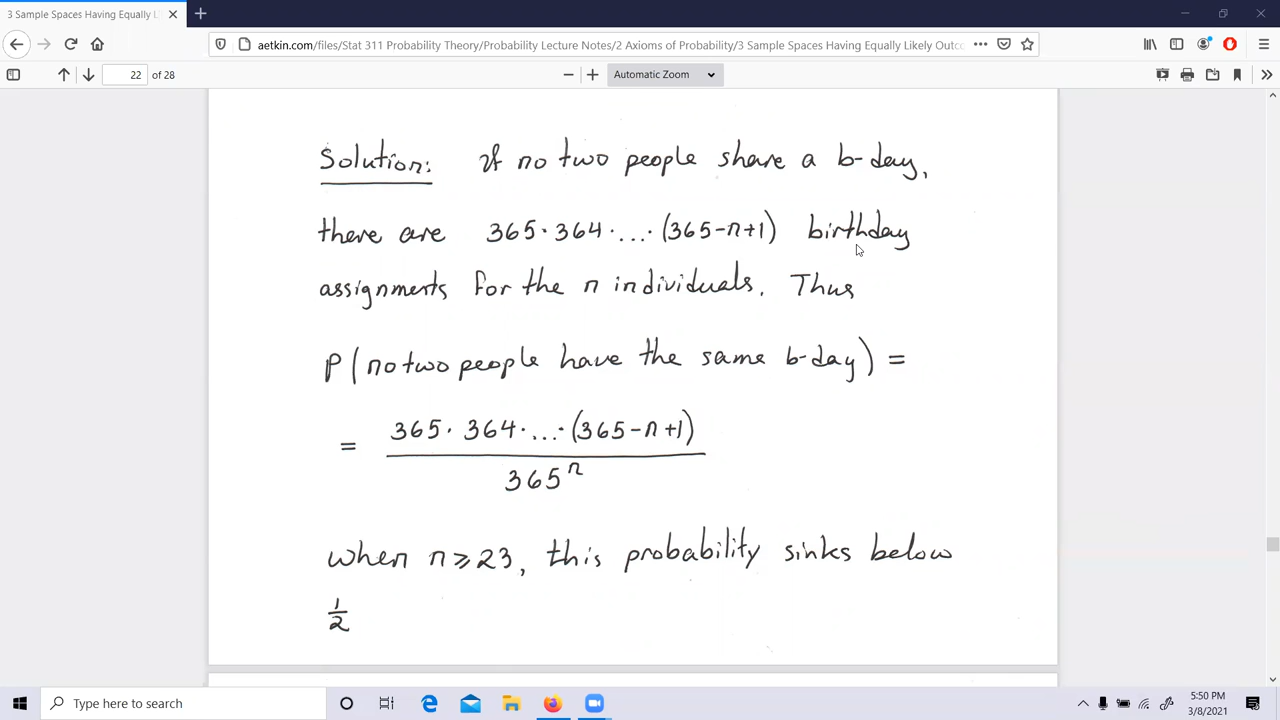 3 Sample Spaces Having Equally Li
aetkin.com/files/Stat 311 Probability Theory/Probability Lecture Notes/2 Axioms of Probability/3 Sample Spaces Having Equally Likely Outco
22 of 28
Automatic Zoom
Solution: If no two people share a b-day,
there are 365·364·...·(365-n+1) birthday
assignments for the n individuals. Thus
P(no two people have the same b-day) =
= 365·364·...·(365-n+1)
365ⁿ
when n≥23, this probability sinks below
1/2
Type here to search
5:50 PM
3/8/2021